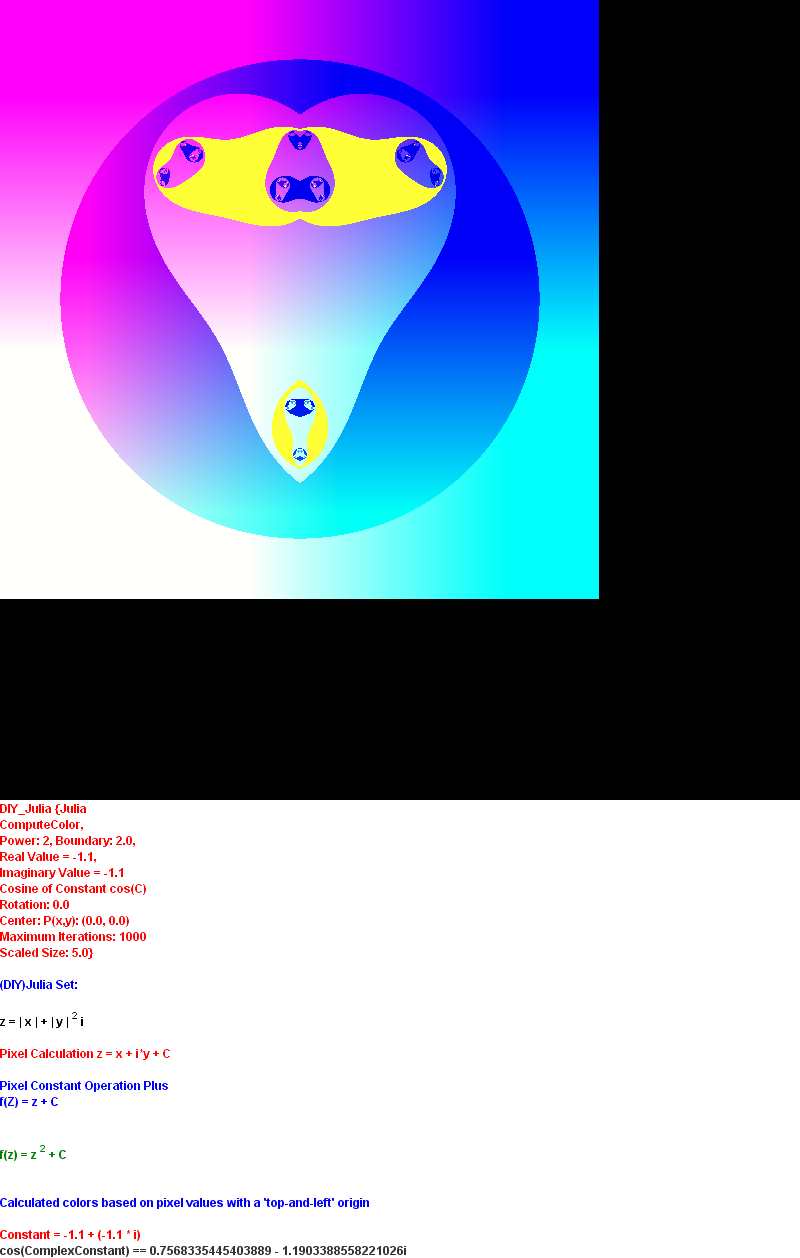 DIY_Julia {Julia
ComputeColor,
Power: 2, Boundary: 2.0,
Real Value = -1.1,
Imaginary Value = -1.1
Cosine of Constant cos(C)
Rotation: 0.0
Center: P(x,y): (0.0, 0.0)
Maximum Iterations: 1000
Scaled Size: 5.0}
(DIY)Julia Set:
z = | x | + | y | ² i
Pixel Calculation z = x + i*y + C
Pixel Constant Operation Plus
f(Z) = z + C
f(z) = z ² + C
Calculated colors based on pixel values with a 'top-and-left' origin
Constant = -1.1 + (-1.1 * i)
cos(ComplexConstant) == 0.7568335445403889 - 1.1903388558221026i